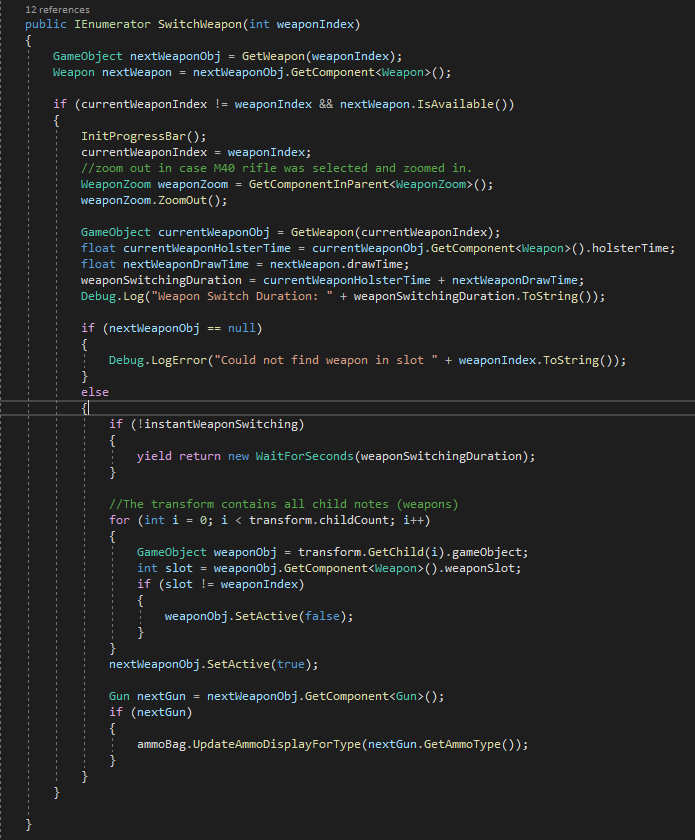 12 references
public IEnumerator SwitchWeapon(int weaponIndex)
{
GameObject nextWeaponObj = GetWeapon(weaponIndex);
Weapon nextWeapon = nextWeaponObj.GetComponent<Weapon>();
if (currentWeaponIndex != weaponIndex && nextWeapon.IsAvailable())
{
InitProgressBar();
currentWeaponIndex = weaponIndex;
//zoom out in case M40 rifle was selected and zoomed in.
WeaponZoom weaponZoom = GetComponentInParent<WeaponZoom>();
weaponZoom.ZoomOut();
GameObject currentWeaponObj = GetWeapon(currentWeaponIndex);
float currentWeaponHolsterTime = currentWeaponObj.GetComponent<Weapon>().holsterTime;
float nextWeaponDrawTime = nextWeapon.drawTime;
weaponSwitchingDuration = currentWeaponHolsterTime + nextWeaponDrawTime;
Debug.Log("Weapon Switch Duration: " + weaponSwitchingDuration.ToString());
if (nextWeaponObj == null)
{
Debug.LogError("Could not find weapon in slot " + weaponIndex.ToString());
}
else
{
if (!instantWeaponSwitching)
{
yield return new WaitForSeconds(weaponSwitchingDuration);
}
//The transform contains all child notes (weapons)
for (int i = 0; i < transform.childCount; i++)
{
GameObject weaponObj = transform.GetChild(i).gameObject;
int slot = weaponObj.GetComponent<Weapon>().weaponSlot;
if (slot != weaponIndex)
{
weaponObj.SetActive(false);
}
}
nextWeaponObj.SetActive(true);
Gun nextGun = nextWeaponObj.GetComponent<Gun>();
if (nextGun)
{
ammoBag.UpdateAmmoDisplayForType(nextGun.GetAmmoType());
}
}
}
}